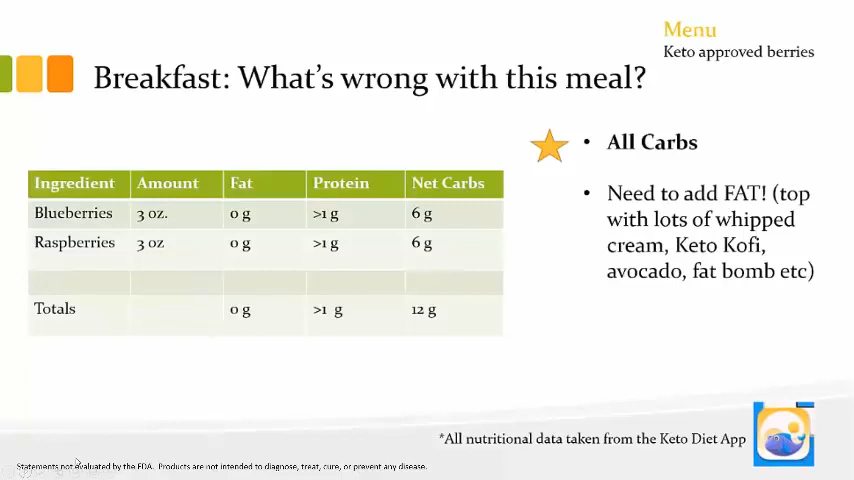 Menu
Keto approved berries
Breakfast: What's wrong with this meal?
• All Carbs
• Need to add FAT! (top
with lots of whipped
cream, Keto Kofi,
avocado, fat bomb etc)
Ingredient Amount Fat Protein Net Carbs
Blueberries 3 oz. 0 g >1 g 6 g
Raspberries 3 oz 0 g >1 g 6 g
Totals 0 g >1 g 12 g
*All nutritional data taken from the Keto Diet App
Statements not evaluated by the FDA. Products are not intended to diagnose, treat, cure, or prevent any disease.